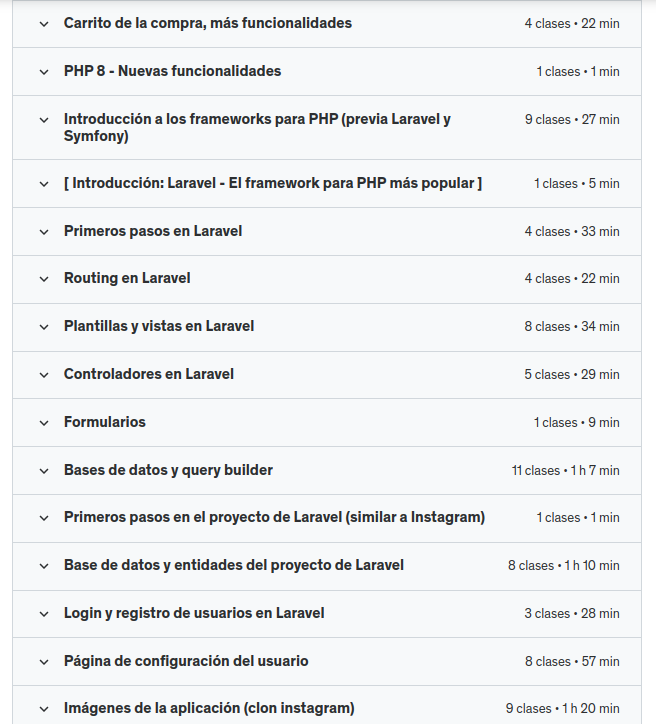 Carrito de la compra, más funcionalidades 4 clases • 22 min
PHP 8 - Nuevas funcionalidades 1 clases • 1 min
Introducción a los frameworks para PHP (previa Laravel y 9 clases • 27 min
Symfony)
[ Introducción: Laravel - El framework para PHP más popular ] 1 clases • 5 min
Primeros pasos en Laravel 4 clases • 33 min
Routing en Laravel 4 clases • 22 min
Plantillas y vistas en Laravel 8 clases • 34 min
Controladores en Laravel 5 clases • 29 min
Formularios 1 clases • 9 min
Bases de datos y query builder 11 clases • 1 h 7 min
Primeros pasos en el proyecto de Laravel (similar a Instagram) 1 clases • 1 min
Base de datos y entidades del proyecto de Laravel 8 clases • 1 h 10 min
Login y registro de usuarios en Laravel 3 clases • 28 min
Página de configuración del usuario 8 clases • 57 min
Imágenes de la aplicación (clon instagram) 9 clases • 1 h 20 min